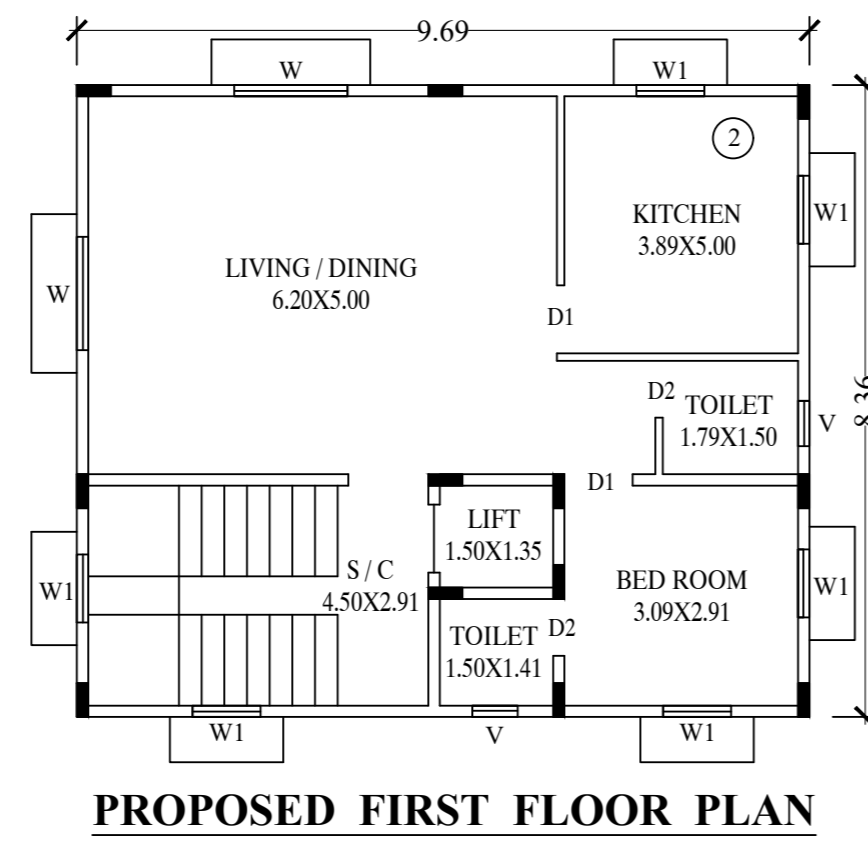 9.69
W
W1
2
KITCHEN
3.89X5.00
W1
LIVING / DINING
6.20X5.00
W
D1
8.36
D2
TOILET
1.79X1.50
V
D1
LIFT
1.50X1.35
S / C
4.50X2.91
BED ROOM
3.09X2.91
W1
W1
TOILET
1.50X1.41
D2
W1
V
W1
PROPOSED FIRST FLOOR PLAN